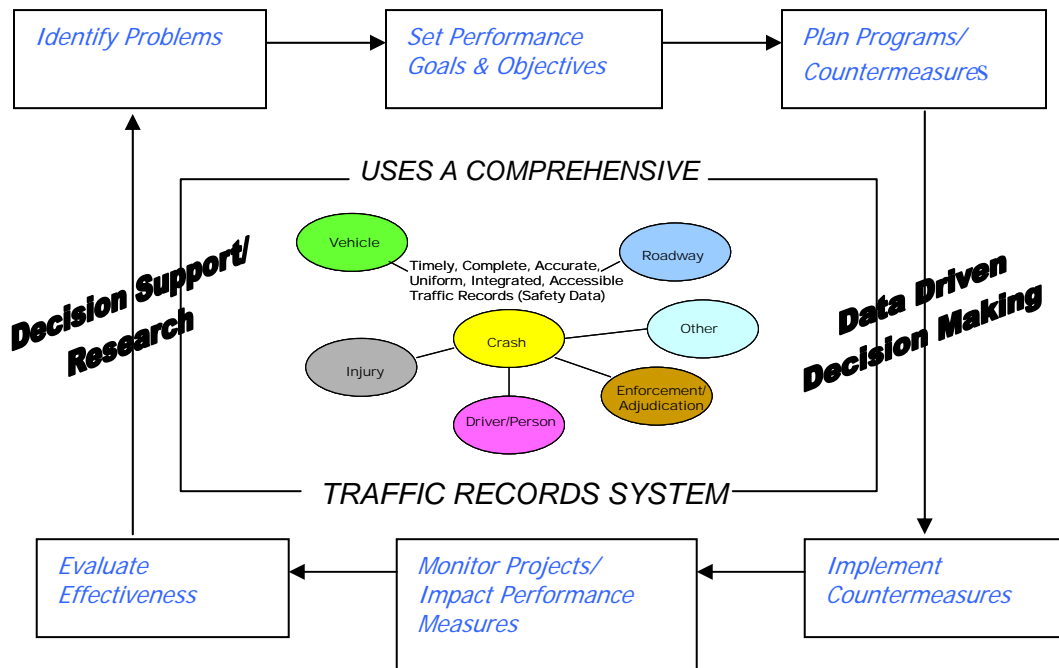 Identify Problems
Set Performance
Goals & Objectives
Plan Programs/
Countermeasures
USES A COMPREHENSIVE
Vehicle
Roadway
Timely, Complete, Accurate,
Uniform, Integrated, Accessible
Traffic Records (Safety Data)
Decision Support/
Research
Data Driven
Decision Making
Other
Crash
Injury
Enforcement/
Adjudication
Driver/Person
TRAFFIC RECORDS SYSTEM
Evaluate
Effectiveness
Monitor Projects/
Impact Performance
Measures
Implement
Countermeasures